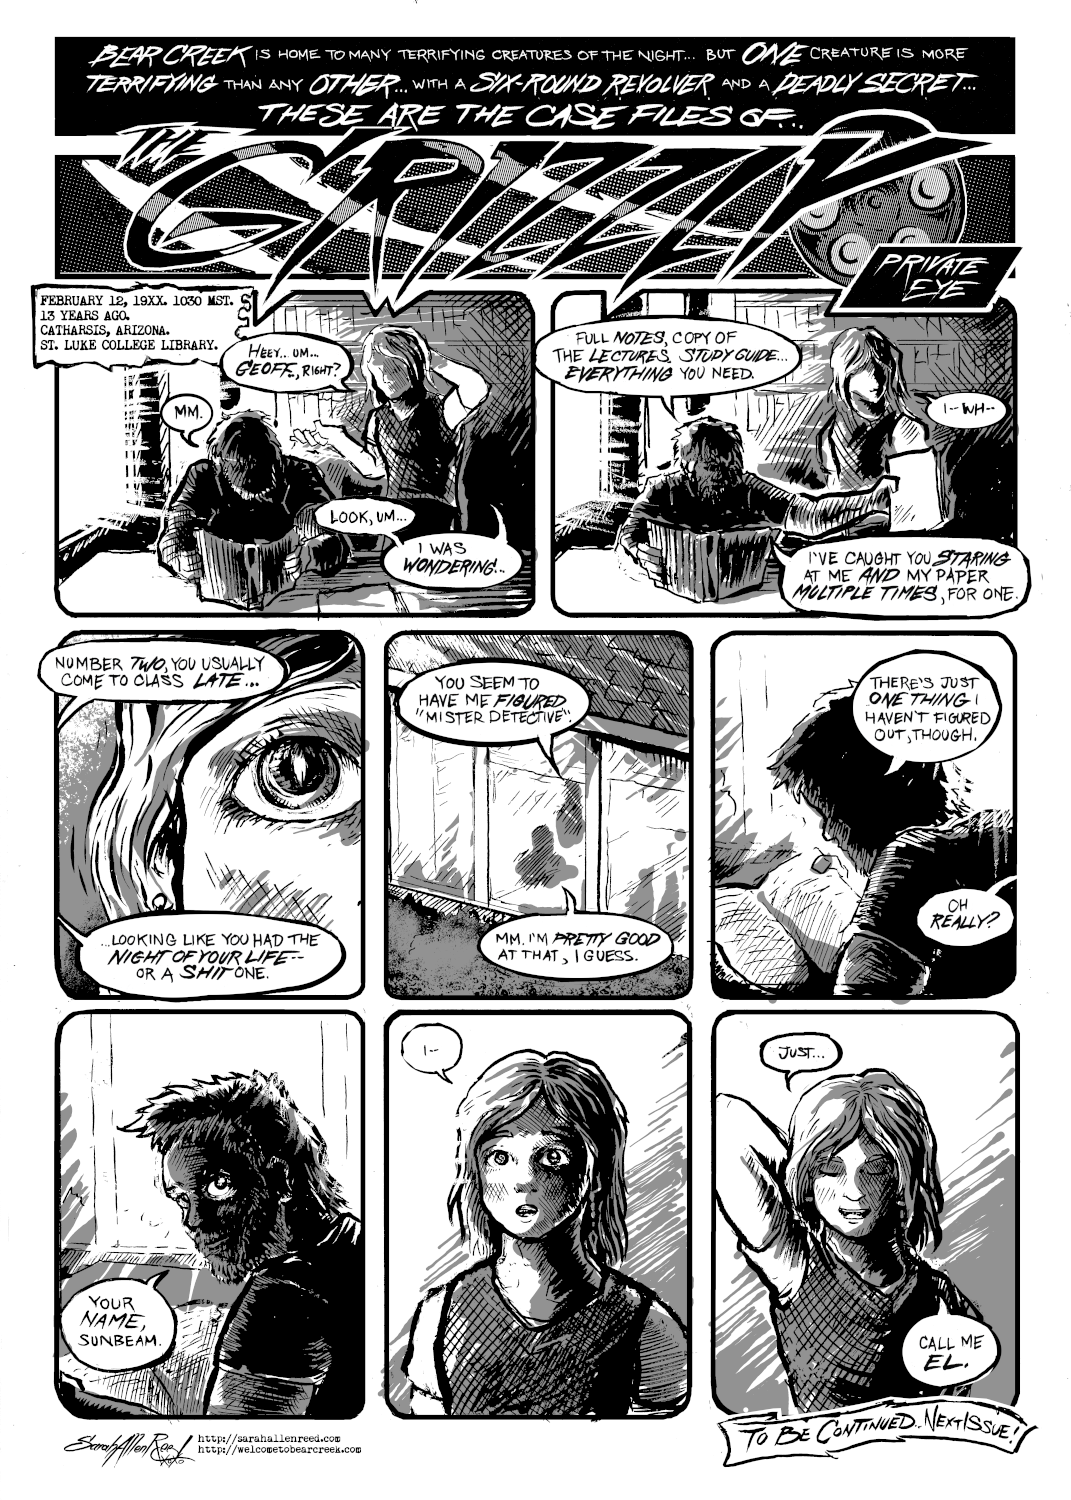 BEAR CREEK IS HOME TO MANY TERRIFYING CREATURES OF THE NIGHT... BUT ONE CREATURE IS MORE
TERRIFYING THAN ANY OTHER... WITH A SIX-ROUND REVOLVER AND A DEADLY SECRET...
THESE ARE THE CASE FILES OF...
THE
GRIZZLY
PRIVATE
EYE
FEBRUARY 12, 19XX. 1030 MST.
13 YEARS AGO.
CATHARSIS, ARIZONA.
ST. LUKE COLLEGE LIBRARY.
HEEY... UM...
GEOFF, RIGHT?
MM.
LOOK, UM...
I WAS
WONDERING!..
FULL NOTES, COPY OF
THE LECTURES, STUDY GUIDE...
EVERYTHING YOU NEED.
I-- WH--
I'VE CAUGHT YOU STARING
AT ME AND MY PAPER
MULTIPLE TIMES, FOR ONE.
NUMBER TWO, YOU USUALLY
COME TO CLASS LATE...
...LOOKING LIKE YOU HAD THE
NIGHT OF YOUR LIFE--
OR A SHIT ONE.
YOU SEEM TO
HAVE ME FIGURED
"MISTER DETECTIVE".
MM. I'M PRETTY GOOD
AT THAT, I GUESS.
THERE'S JUST
ONE THING I
HAVEN'T FIGURED
OUT, THOUGH.
OH
REALLY?
YOUR
NAME,
SUNBEAM.
I--
JUST...
CALL ME
EL.
TO BE CONTINUED.. NEXT ISSUE!
Sarah Allen Reed
http://sarahallenreed.com
http://welcometobearcreek.com